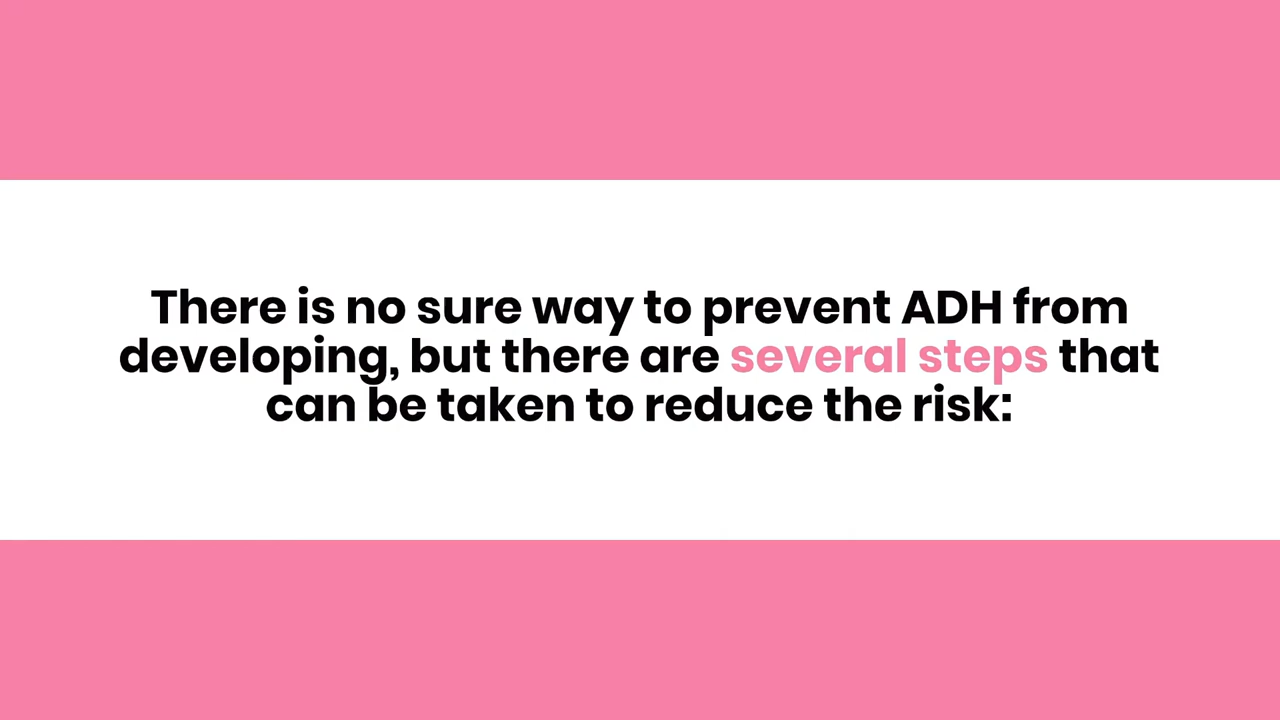 There is no sure way to prevent ADH from
developing, but there are several steps that
can be taken to reduce the risk: